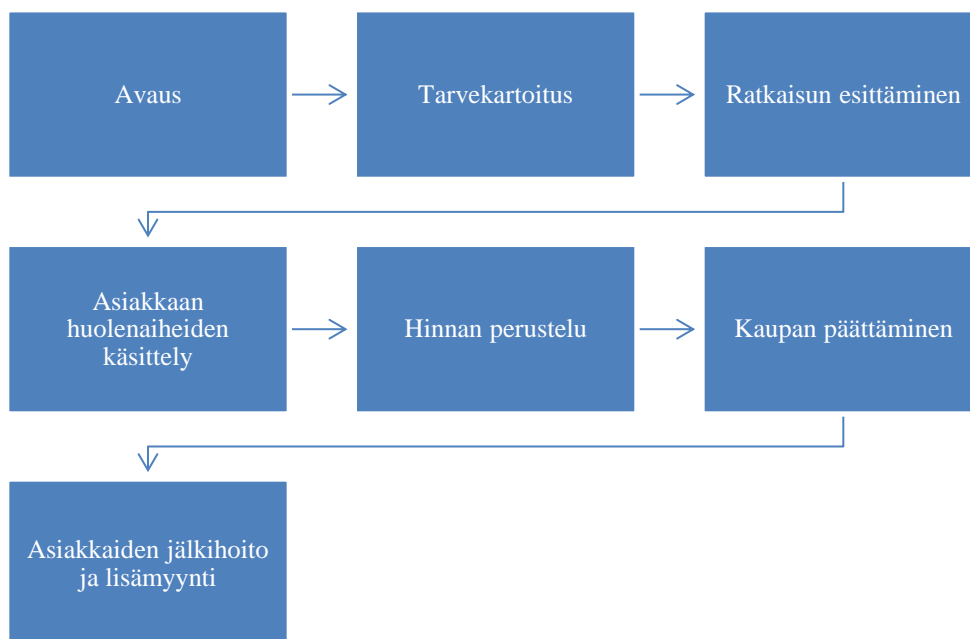 Avaus
Tarvekartoitus
Ratkaisun esittäminen
Asiakkaan
huolenaiheiden
käsittely
Hinnan perustelu
Kaupan päättäminen
Asiakkaiden jälkihoito
ja lisämyynti